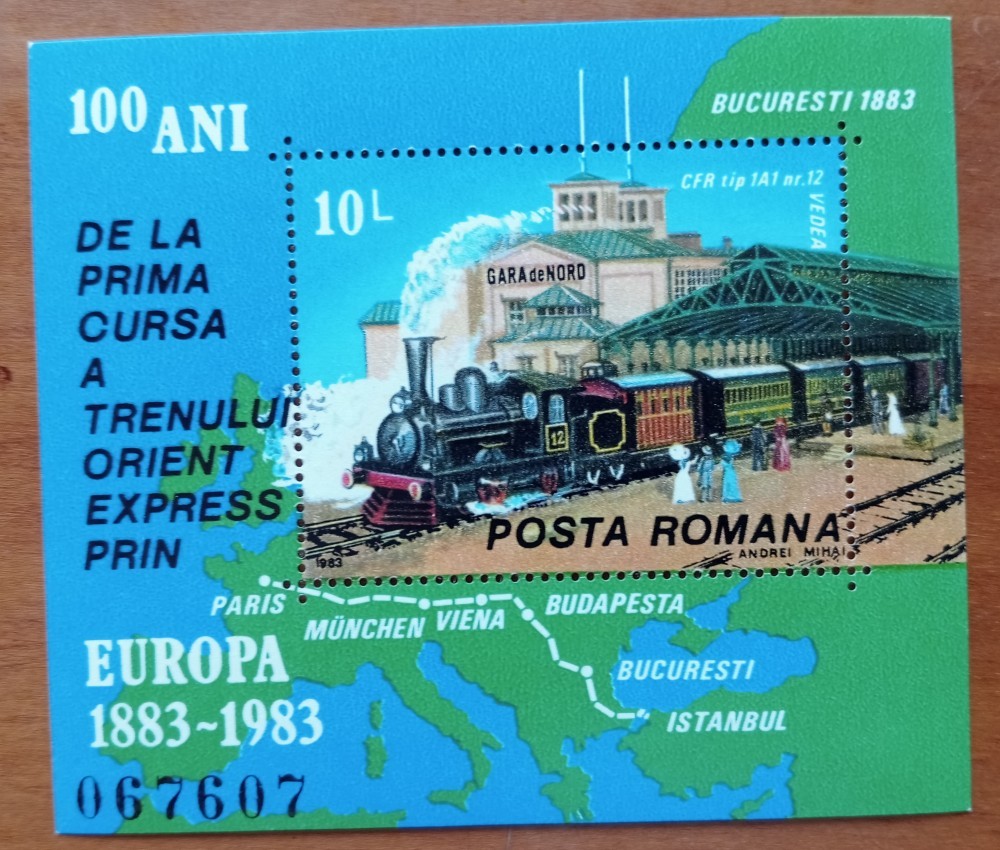 100 ANI
BUCURESTI 1883
10 L
CFR tip 1A1 nr.12
VEDEA
DE LA
PRIMA
CURSA
A
TRENULUI
ORIENT
EXPRESS
PRIN
GARA de NORD
12
POSTA ROMANA
ANDREI MIHAI
1983
PARIS
MÜNCHEN
VIENA
BUDAPESTA
BUCURESTI
ISTANBUL
EUROPA
1883~1983
067607